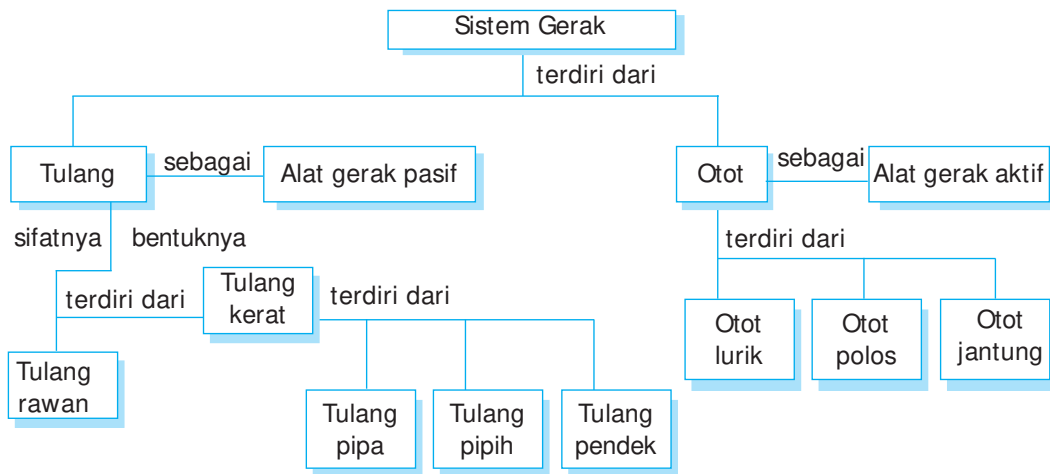 Sistem Gerak
terdiri dari
Tulang
sebagai
Alat gerak pasif
Otot
sebagai
Alat gerak aktif
sifatnya
bentuknya
terdiri dari
terdiri dari
Tulang
kerat
terdiri dari
Tulang
rawan
Tulang
pipa
Tulang
pipih
Tulang
pendek
Otot
lurik
Otot
polos
Otot
jantung